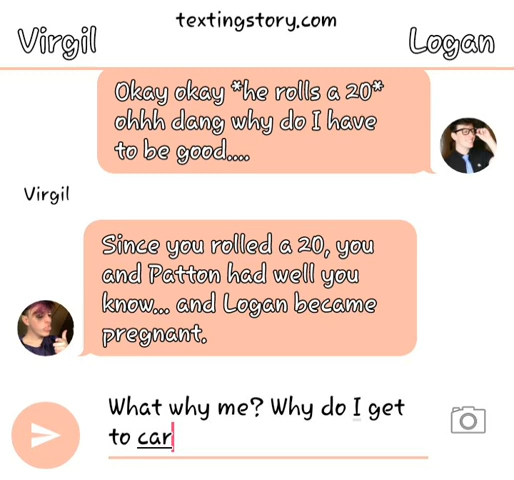 textingstory.com
Virgil
Logan
Okay okay *he rolls a 20*
ohhh dang why do I have
to be good....
Virgil
Since you rolled a 20, you
and Patton had well you
know... and Logan became
pregnant.
What why me? Why do I get
to car